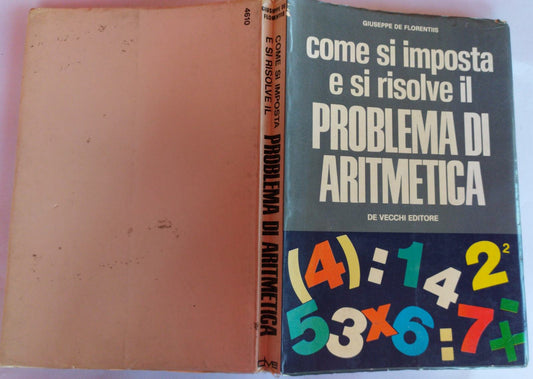 GIUSEPPE DE FLORENTIIS
come si imposta
e si risolve il
PROBLEMA DI
ARITMETICA
DE VECCHI EDITORE
(4):142²
53x6:7+
4610
GIUSEPPE DE
FLORENTIIS
COME SI IMPOSTA
E SI RISOLVE IL
PROBLEMA DI ARITMETICA
DVE